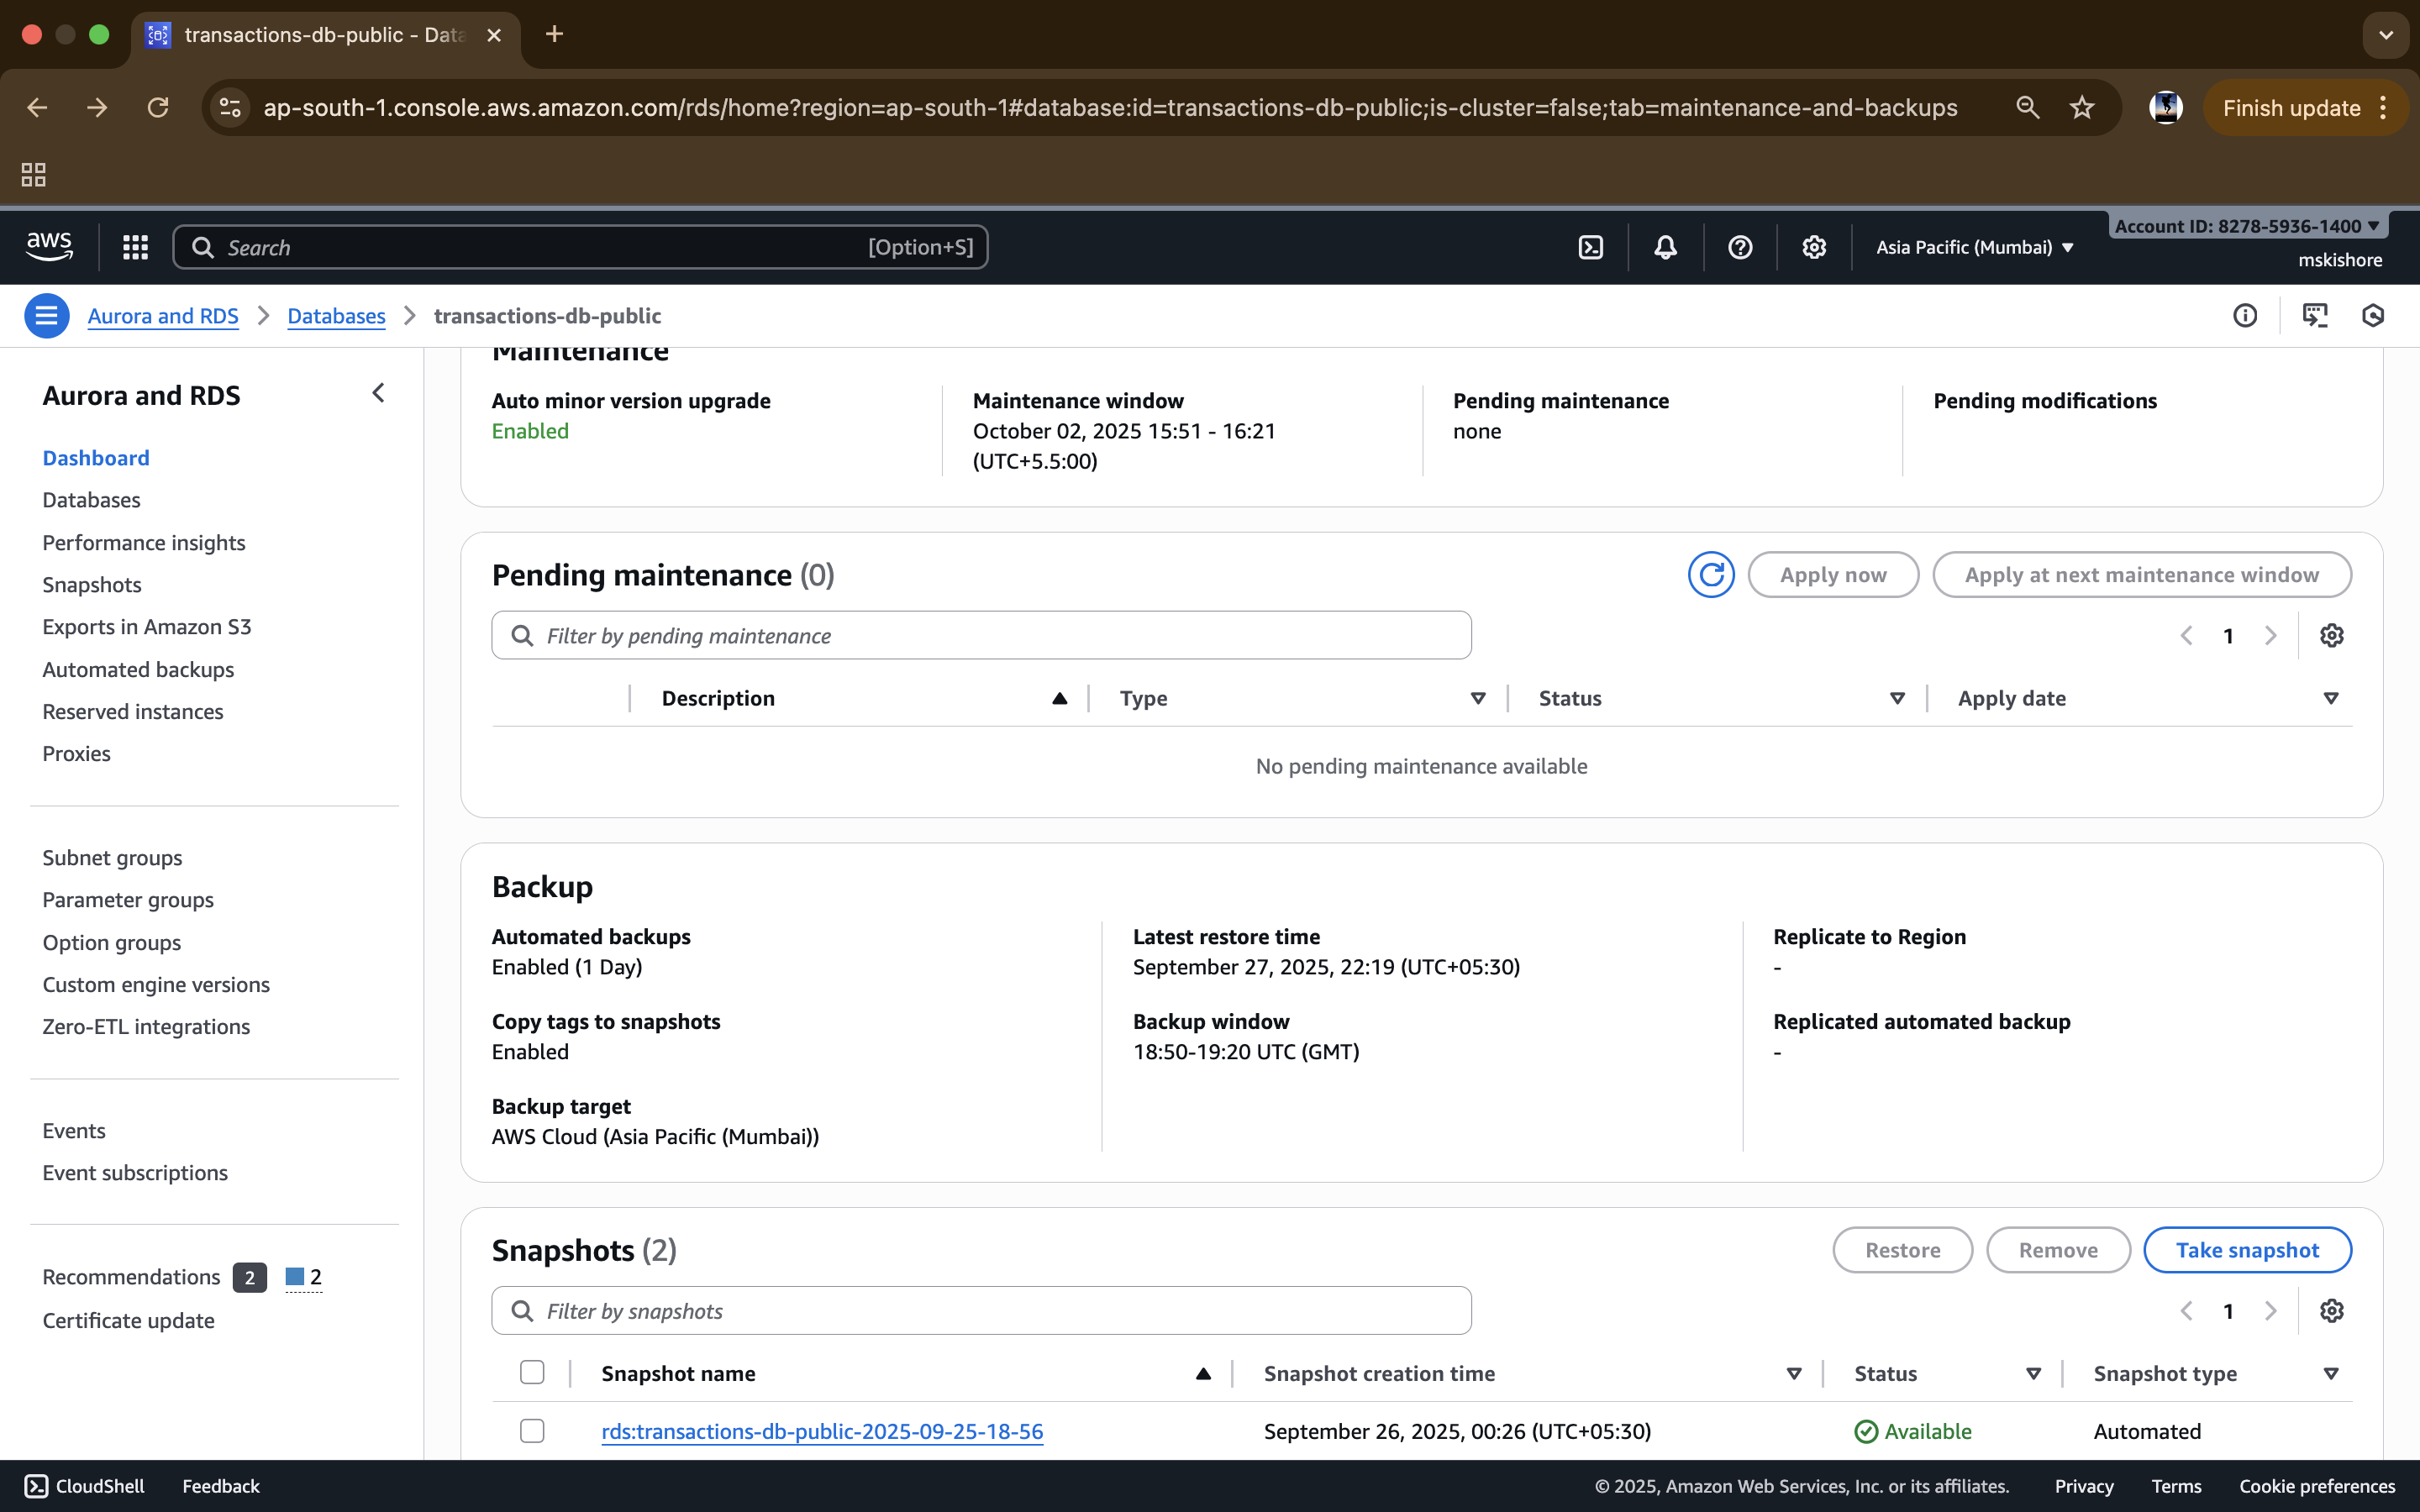 transactions-db-public - Data
ap-south-1.console.aws.amazon.com/rds/home?region=ap-south-1#database:id=transactions-db-public;is-cluster=false;tab=maintenance-and-backups
Finish update
aws
Search
[Option+S]
Asia Pacific (Mumbai)
Account ID: 8278-5936-1400
mskishore
Aurora and RDS
Databases
transactions-db-public
Aurora and RDS
Dashboard
Databases
Performance insights
Snapshots
Exports in Amazon S3
Automated backups
Reserved instances
Proxies
Subnet groups
Parameter groups
Option groups
Custom engine versions
Zero-ETL integrations
Events
Event subscriptions
Recommendations 2 2
Certificate update
Maintenance
Auto minor version upgrade
Enabled
Maintenance window
October 02, 2025 15:51 - 16:21
(UTC+5.5:00)
Pending maintenance
none
Pending modifications
Pending maintenance (0)
Apply now
Apply at next maintenance window
Filter by pending maintenance
1
Description
Type
Status
Apply date
No pending maintenance available
Backup
Automated backups
Enabled (1 Day)
Copy tags to snapshots
Enabled
Backup target
AWS Cloud (Asia Pacific (Mumbai))
Latest restore time
September 27, 2025, 22:19 (UTC+05:30)
Backup window
18:50-19:20 UTC (GMT)
Replicate to Region
-
Replicated automated backup
-
Snapshots (2)
Restore
Remove
Take snapshot
Filter by snapshots
1
Snapshot name
Snapshot creation time
Status
Snapshot type
rds:transactions-db-public-2025-09-25-18-56
September 26, 2025, 00:26 (UTC+05:30)
Available
Automated
CloudShell
Feedback
© 2025, Amazon Web Services, Inc. or its affiliates.
Privacy
Terms
Cookie preferences